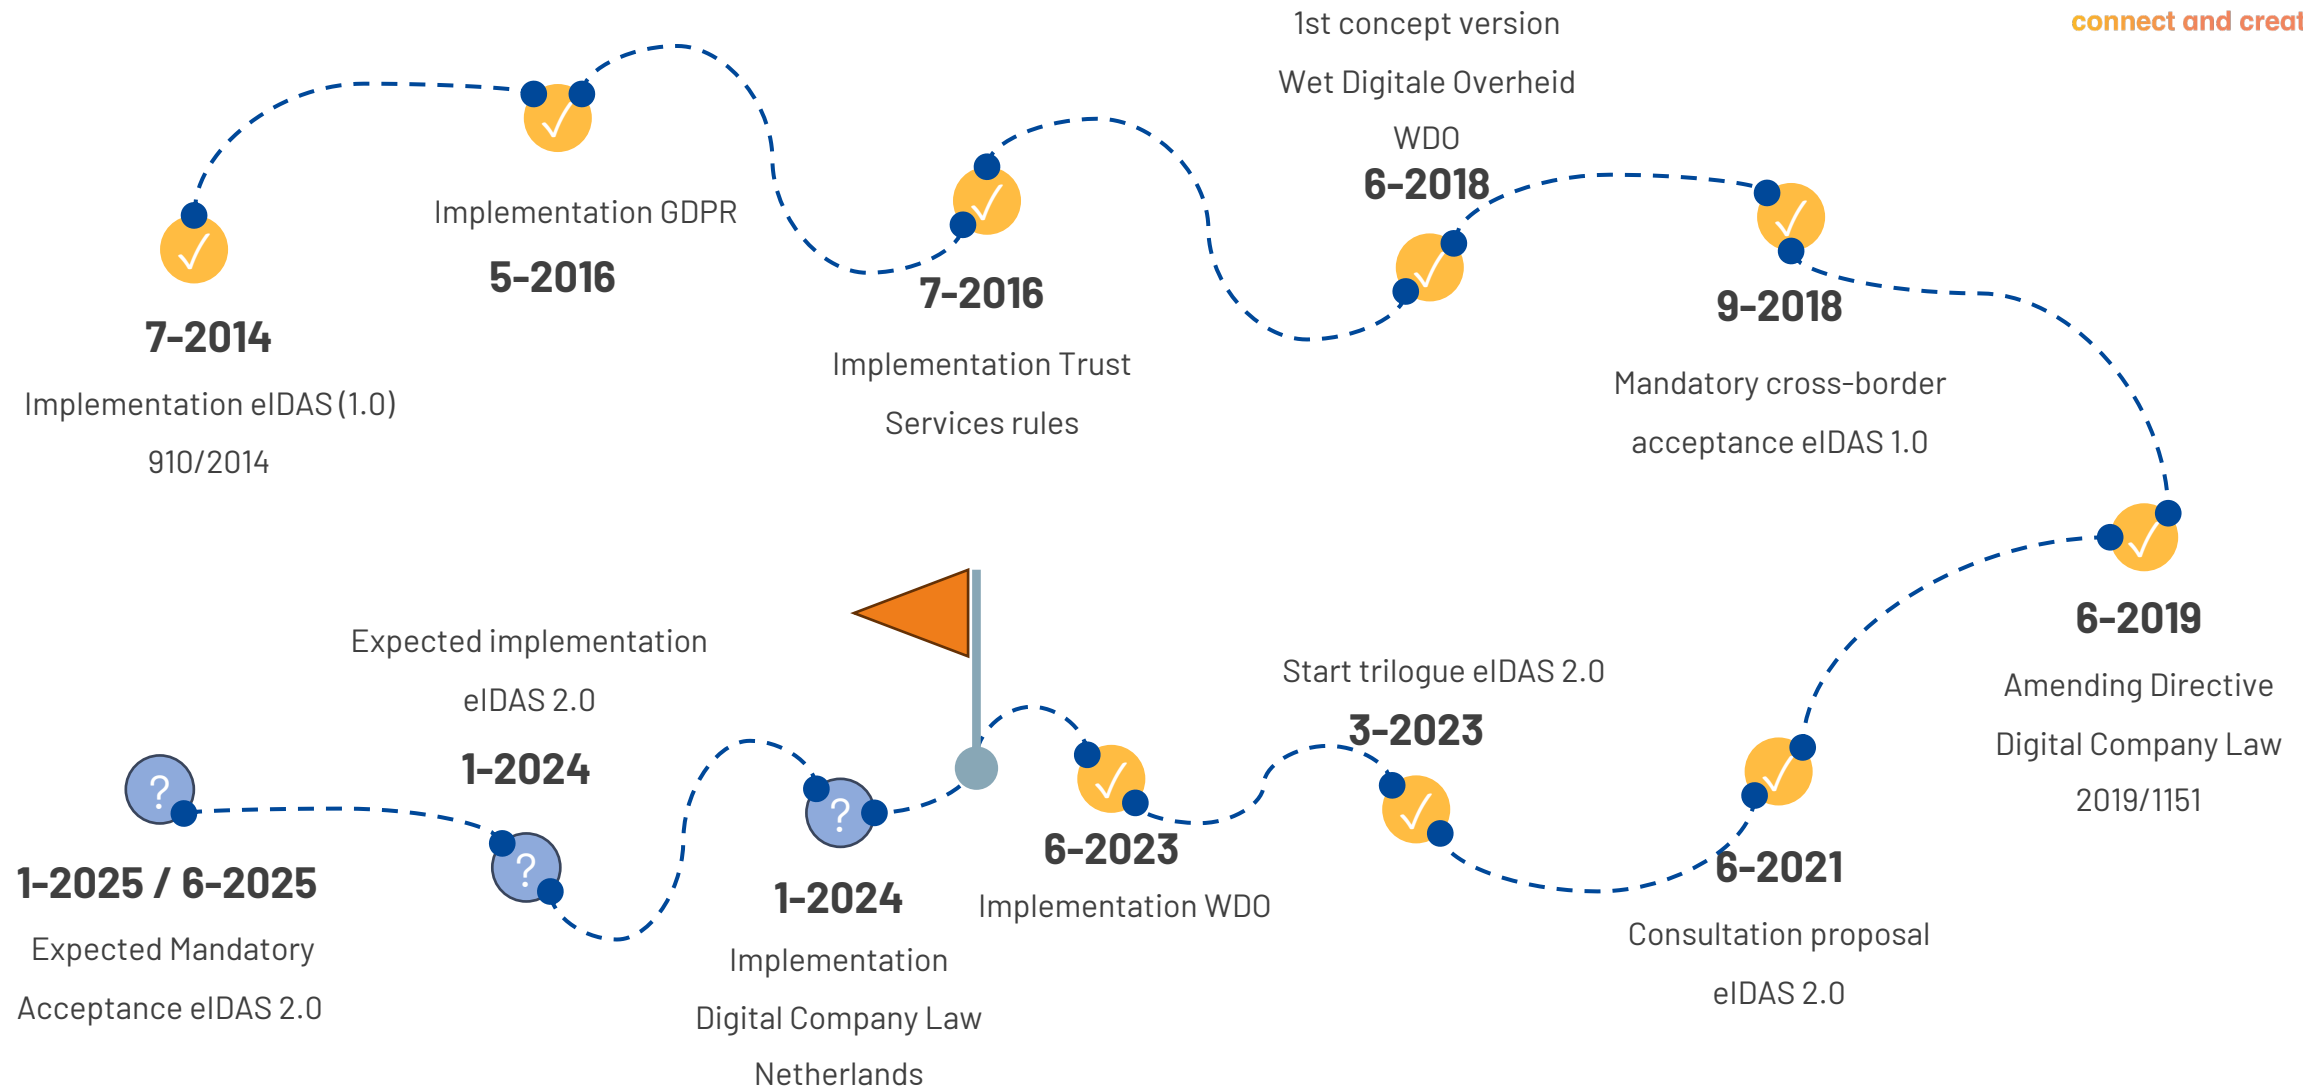 connect and creat
7-2014
Implementation eIDAS (1.0)
910/2014
Implementation GDPR
5-2016
7-2016
Implementation Trust
Services rules
1st concept version
Wet Digitale Overheid
WDO
6-2018
9-2018
Mandatory cross-border
acceptance eIDAS 1.0
6-2019
Amending Directive
Digital Company Law
2019/1151
6-2021
Consultation proposal
eIDAS 2.0
Start trilogue eIDAS 2.0
3-2023
6-2023
Implementation WDO
?
1-2024
Implementation
Digital Company Law
Netherlands
Expected implementation
eIDAS 2.0
1-2024
?
?
1-2025 / 6-2025
Expected Mandatory
Acceptance eIDAS 2.0